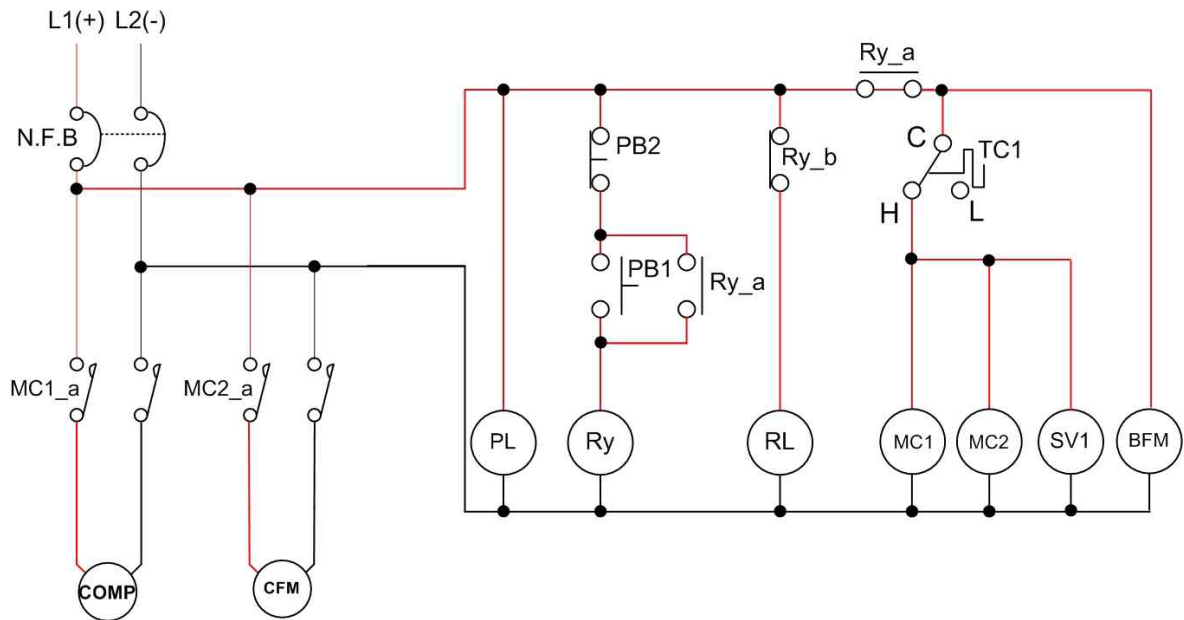 L1(+) L2(-)
N.F.B
Ry_a
C
TC1
H
L
PB2
Ry_b
PB1
Ry_a
MC1_a
MC2_a
PL
Ry
RL
MC1
MC2
SV1
BFM
COMP
CFM